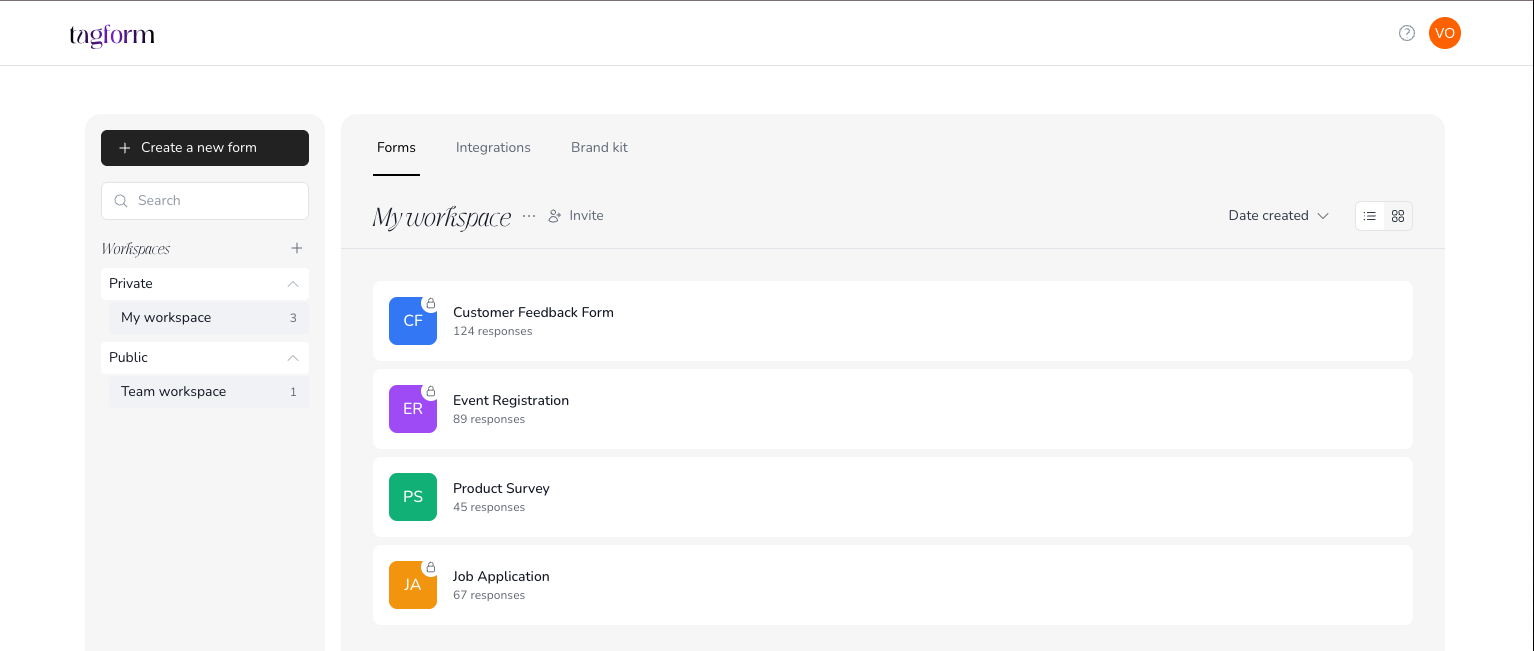 tagform
VO
Create a new form
Search
Workspaces
Private
My workspace 3
Public
Team workspace 1
Forms Integrations Brand kit
My workspace ... Invite Date created
CF
Customer Feedback Form
124 responses
ER
Event Registration
89 responses
PS
Product Survey
45 responses
JA
Job Application
67 responses